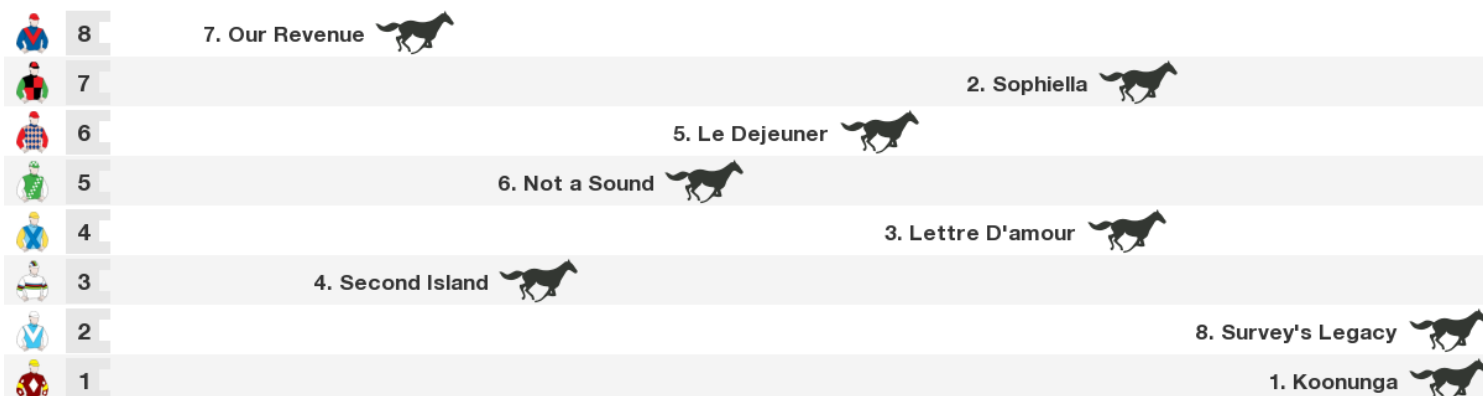 8 7. Our Revenue
7 2. Sophiella
6 5. Le Dejeuner
5 6. Not a Sound
4 3. Lettre D'amour
3 4. Second Island
2 8. Survey's Legacy
1 1. Koonunga